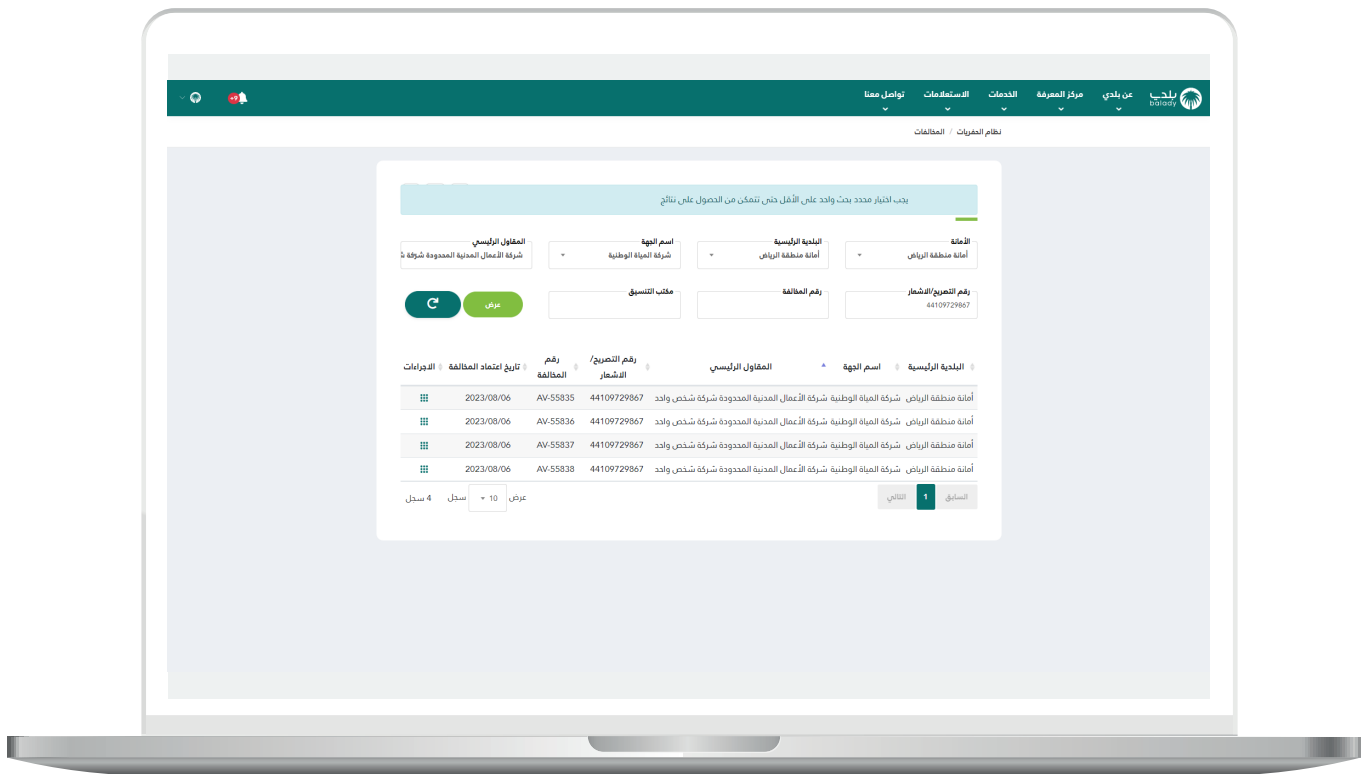 بلدي
balady
عن بلدي
مركز المعرفة
الخدمات
الاستعلامات
تواصل معنا
+9
نظام الحفريات / المخالفات
يجب اختيار محدد بحث واحد على الأقل حتى تتمكن من الحصول على نتائج
الأمانة
أمانة منطقة الرياض
البلدية الرئيسية
أمانة منطقة الرياض
اسم الجهة
شركة المياة الوطنية
المقاول الرئيسي
شركة الأعمال المدنية المحدودة شركة ش
رقم التصريح/الاشعار
44109729867
رقم المخالفة
مكتب التنسيق
عرض
البلدية الرئيسية اسم الجهة المقاول الرئيسي رقم التصريح/ الاشعار رقم المخالفة تاريخ اعتماد المخالفة الاجراءات
أمانة منطقة الرياض شركة المياة الوطنية شركة الأعمال المدنية المحدودة شركة شخص واحد 44109729867 AV-55835 2023/08/06
أمانة منطقة الرياض شركة المياة الوطنية شركة الأعمال المدنية المحدودة شركة شخص واحد 44109729867 AV-55836 2023/08/06
أمانة منطقة الرياض شركة المياة الوطنية شركة الأعمال المدنية المحدودة شركة شخص واحد 44109729867 AV-55837 2023/08/06
أمانة منطقة الرياض شركة المياة الوطنية شركة الأعمال المدنية المحدودة شركة شخص واحد 44109729867 AV-55838 2023/08/06
السابق 1 التالي
عرض 10 سجل 4 سجل